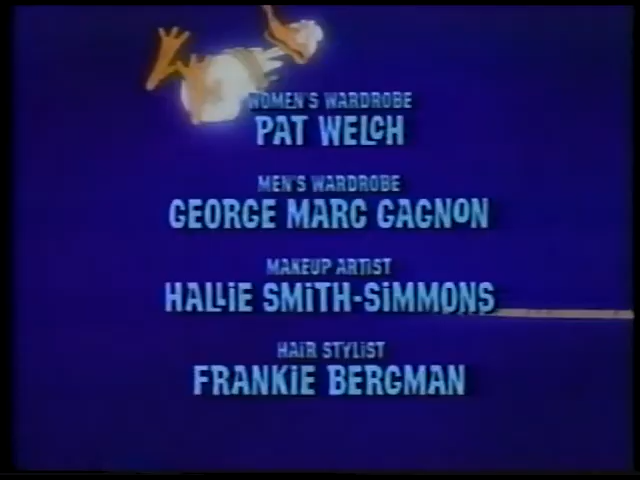 WOMEN'S WARDROBE
PAT WELCH
MEN'S WARDROBE
GEORGE MARC GAGNON
MAKEUP ARTIST
HALLIE SMITH-SIMMONS
HAIR STYLIST
FRANKIE BERGMAN